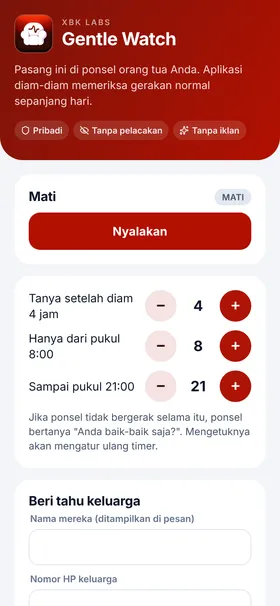 XBK LABS
Gentle Watch
Pasang ini di ponsel orang tua Anda. Aplikasi
diam-diam memeriksa gerakan normal
sepanjang hari.
Pribadi
Tanpa pelacakan
Tanpa iklan
Mati
MATI
Nyalakan
Tanya setelah diam
4 jam
− 4 +
Hanya dari pukul
8:00
− 8 +
Sampai pukul 21:00
− 21 +
Jika ponsel tidak bergerak selama itu, ponsel
bertanya "Anda baik-baik saja?". Mengetuknya
akan mengatur ulang timer.
Beri tahu keluarga
Nama mereka (ditampilkan di pesan)
Nomor HP keluarga